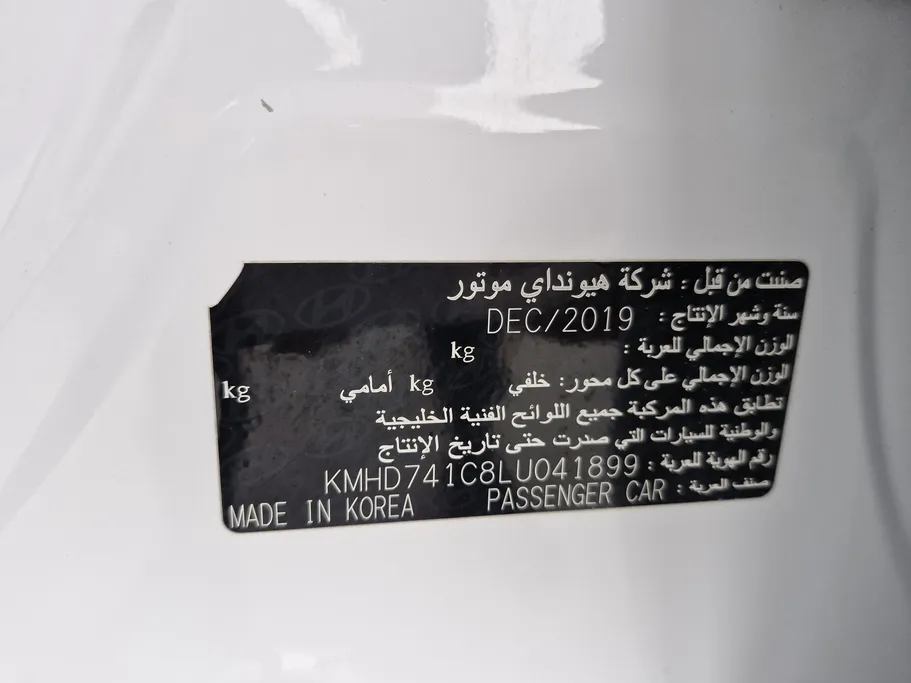 صنعت من قبل : شركة هيونداي موتور
سنة وشهر الإنتاج : DEC/2019
الوزن الإجمالي للعربة : kg
الوزن الإجمالي على كل محور: خلفي kg أمامي kg
تطابق هذه المركبة جميع اللوائح الفنية الخليجية
والوطنية للسيارات التي صدرت حتى تاريخ الإنتاج
رقم الهوية للعربة : KMHD741C8LU041899
صنف العربة : PASSENGER CAR MADE IN KOREA